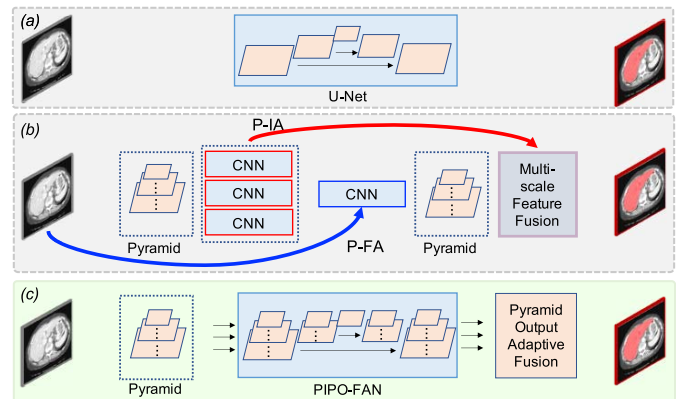 (a)
U-Net
(b)
P-IA
CNN
CNN
CNN
CNN
Multi-
scale
Feature
Fusion
Pyramid
P-FA
Pyramid
(c)
Pyramid
Output
Adaptive
Fusion
Pyramid
PIPO-FAN